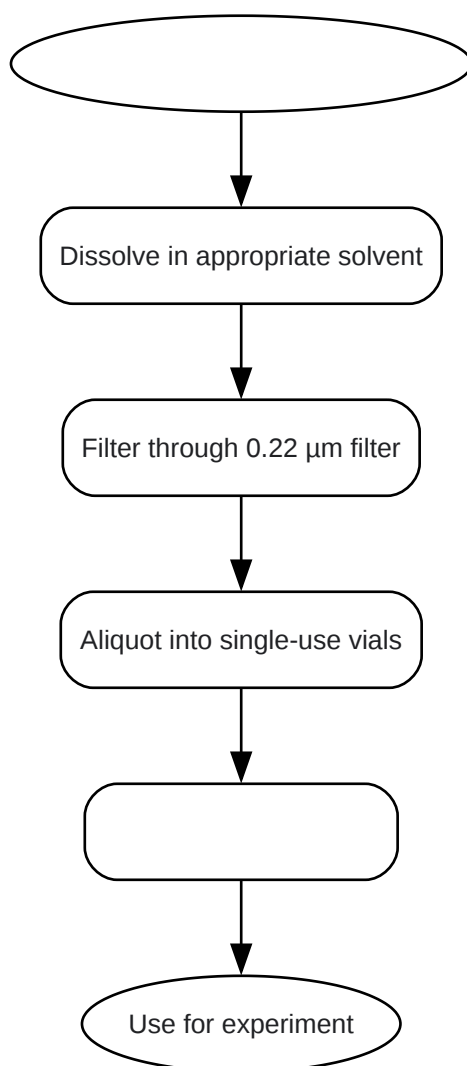 Dissolve in appropriate solvent
Filter through 0.22 µm filter
Aliquot into single-use vials
Use for experiment